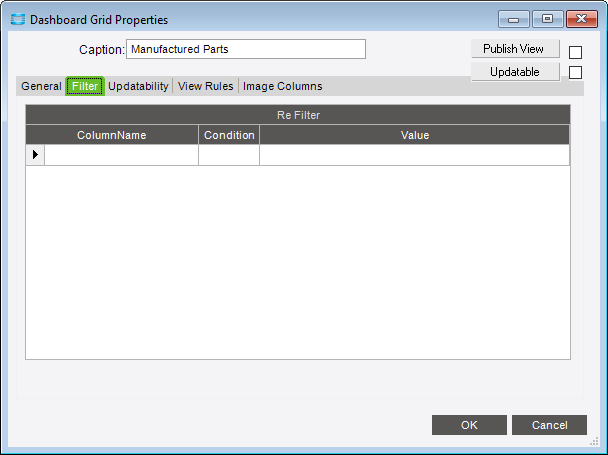 Dashboard Grid Properties
Caption: Manufactured Parts
Publish View
Updatable
General Filter Updatability View Rules Image Columns
Re Filter
ColumnName Condition Value
OK Cancel